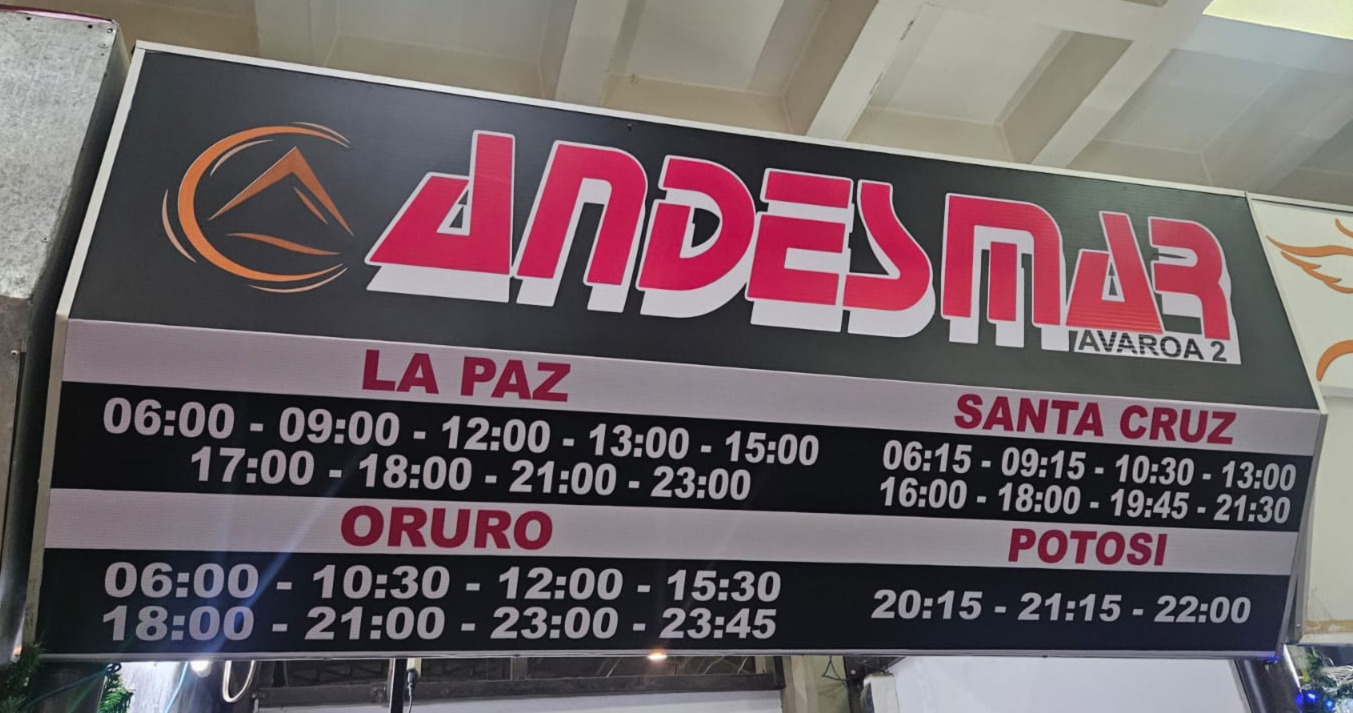 ANDESMAR
AVAROA 2
LA PAZ
06:00 - 09:00 - 12:00 - 13:00 - 15:00
17:00 - 18:00 - 21:00 - 23:00
SANTA CRUZ
06:15 - 09:15 - 10:30 - 13:00
16:00 - 18:00 - 19:45 - 21:30
ORURO
06:00 - 10:30 - 12:00 - 15:30
18:00 - 21:00 - 23:00 - 23:45
POTOSI
20:15 - 21:15 - 22:00